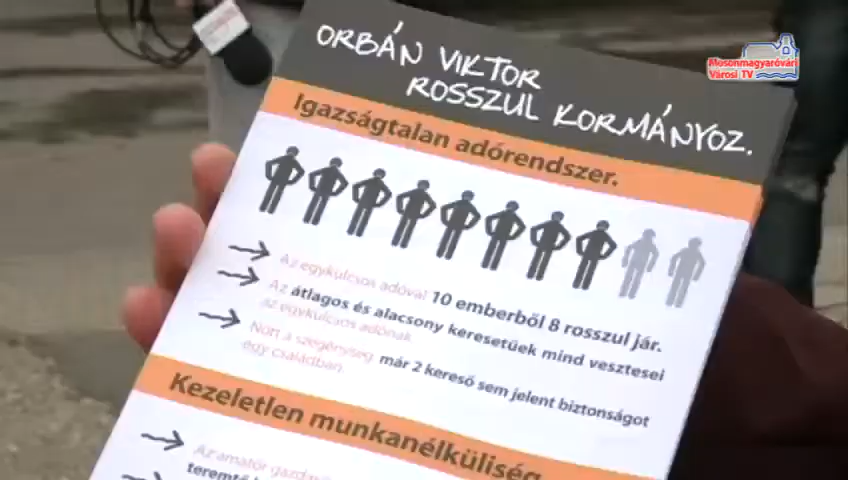 Mosonmagyaróvári
Városi TV
ORBÁN VIKTOR
ROSSZUL KORMÁNYOZ.
Igazságtalan adórendszer.
Az egykulcsos adóval 10 emberből 8 rosszul jár.
Az átlagos és alacsony keresetűek mind vesztesei
az egykulcsos adónak.
Nőtt a szegénység már 2 kereső sem jelent biztonságot
egy családban.
Kezeletlen munkanélküliség
Az amatőr